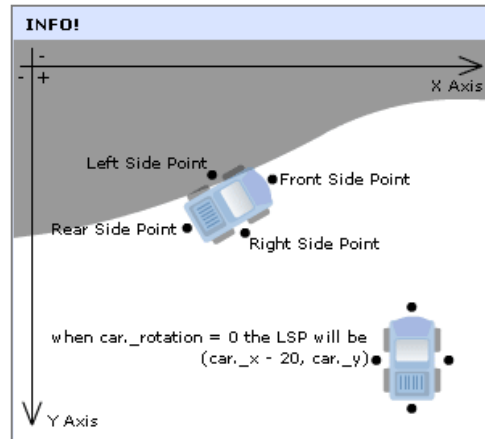 INFO!
-
- +
X Axis
Left Side Point
Front Side Point
Rear Side Point
Right Side Point
when car._rotation = 0 the LSP will be
(car._x - 20, car._y)
Y Axis